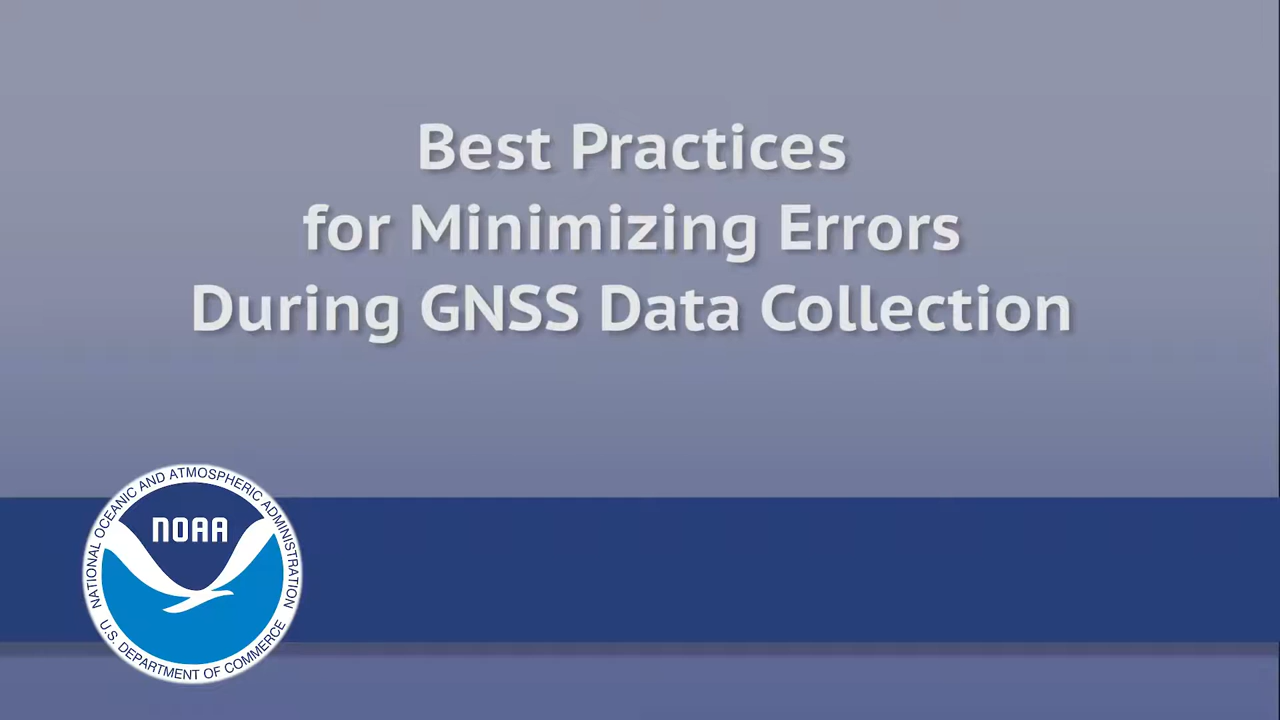 Best Practices
for Minimizing Errors
During GNSS Data Collection
NATIONAL OCEANIC AND ATMOSPHERIC ADMINISTRATION
NOAA
U.S. DEPARTMENT OF COMMERCE